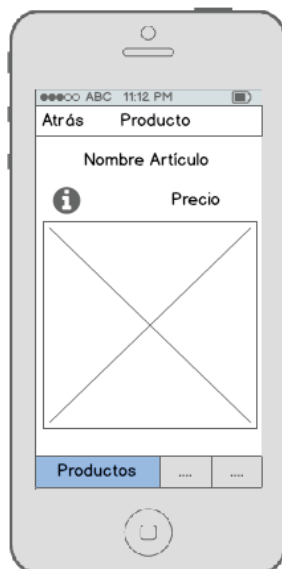 ABC 11:12 PM
Atrás Producto
Nombre Artículo
i Precio
Productos .... ....